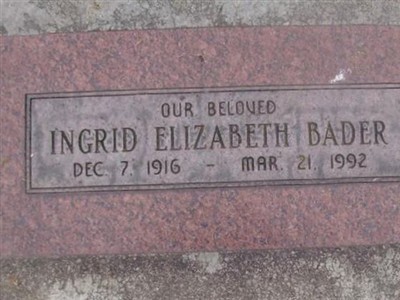 OUR BELOVED
INGRID ELIZABETH BADER
DEC. 7. 1916 - MAR. 21. 1992